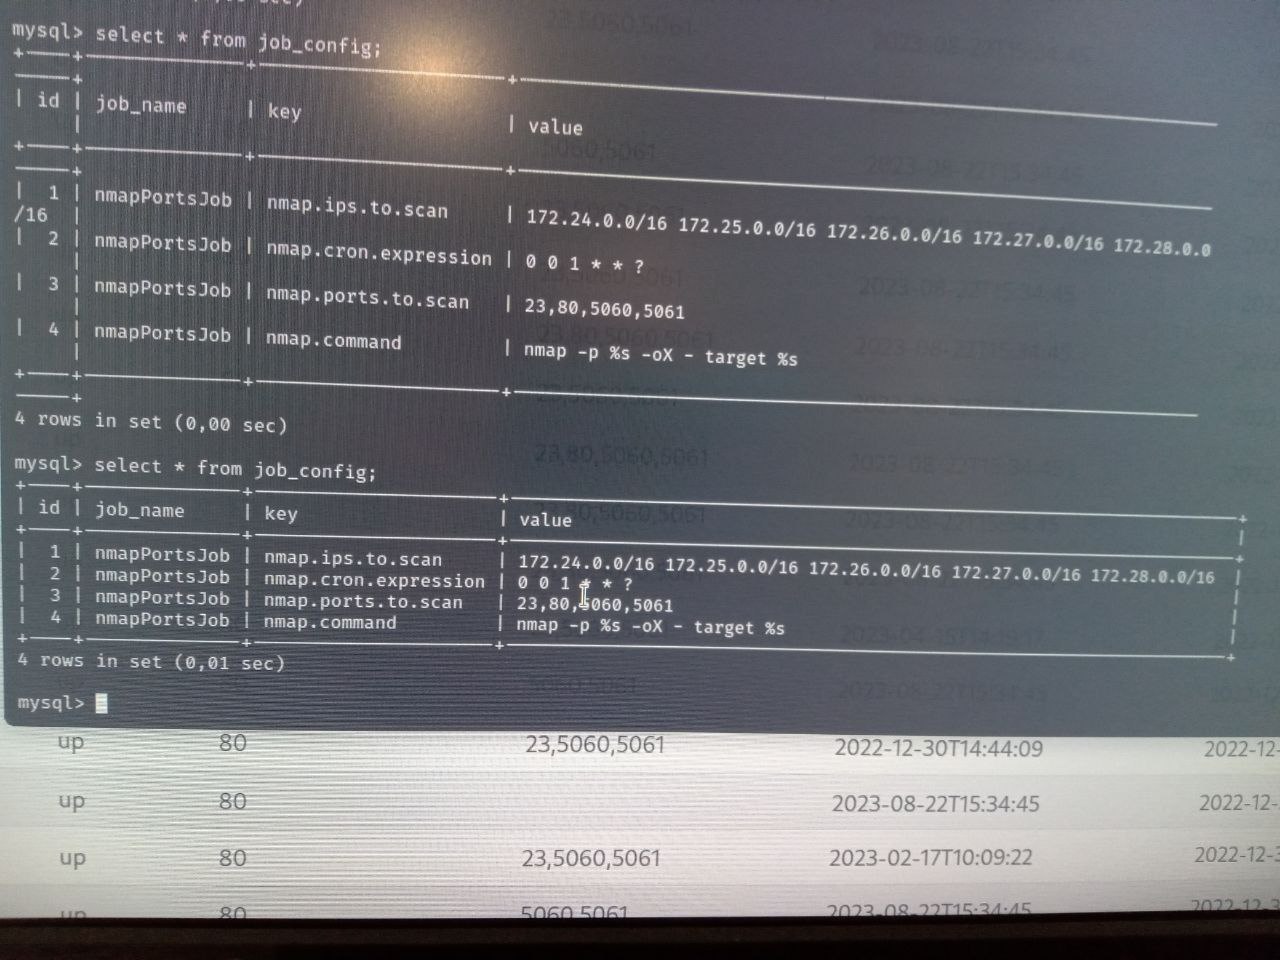 mysql> select * from job_config;
+----+-------------+---------------------+----------------------------------------------------------
------+
| id | job_name | key | value
|
+----+-------------+---------------------+----------------------------------------------------------
------+
| 1 | nmapPortsJob | nmap.ips.to.scan | 172.24.0.0/16 172.25.0.0/16 172.26.0.0/16 172.27.0.0/16 172.28.0.0
/16 |
| 2 | nmapPortsJob | nmap.cron.expression | 0 0 1 * * ?
|
| 3 | nmapPortsJob | nmap.ports.to.scan | 23,80,5060,5061
|
| 4 | nmapPortsJob | nmap.command | nmap -p %s -oX - target %s
|
+----+-------------+---------------------+----------------------------------------------------------
------+
4 rows in set (0,00 sec)
mysql> select * from job_config;
+----+-------------+---------------------+----------------------------------------------------------+
| id | job_name | key | value |
+----+-------------+---------------------+----------------------------------------------------------+
| 1 | nmapPortsJob | nmap.ips.to.scan | 172.24.0.0/16 172.25.0.0/16 172.26.0.0/16 172.27.0.0/16 172.28.0.0/16 |
| 2 | nmapPortsJob | nmap.cron.expression | 0 0 1 * * ? |
| 3 | nmapPortsJob | nmap.ports.to.scan | 23,80,5060,5061 |
| 4 | nmapPortsJob | nmap.command | nmap -p %s -oX - target %s |
+----+-------------+---------------------+----------------------------------------------------------+
4 rows in set (0,01 sec)
mysql>
up 80 23,5060,5061 2022-12-30T14:44:09 2022-12-
up 80 2023-08-22T15:34:45 2022-12-
up 80 23,5060,5061 2023-02-17T10:09:22 2022-12-3
up 80 5060,5061 2023-08-22T15:34:45 2022-12-3